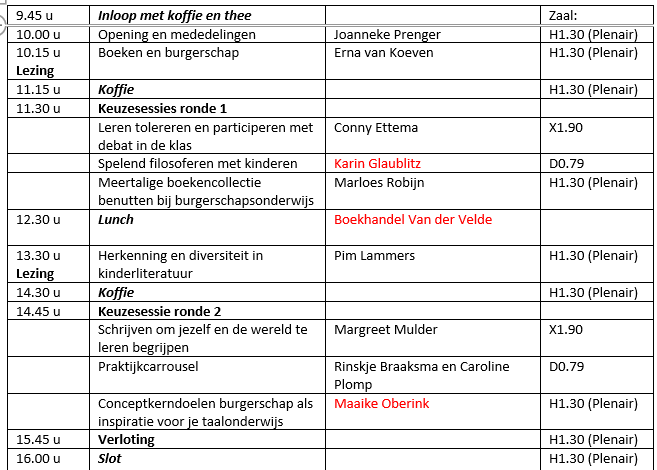 9.45 u Inloop met koffie en thee Zaal:
10.00 u Opening en mededelingen Joanneke Prenger H1.30 (Plenair)
10.15 u Boeken en burgerschap Erna van Koeven H1.30 (Plenair)
Lezing
11.15 u Koffie H1.30 (Plenair)
11.30 u Keuzesessies ronde 1
Leren tolereren en participeren met Conny Ettema X1.90
debat in de klas
Spelend filosoferen met kinderen Karin Glaublitz D0.79
Meertalige boekencollectie Marloes Robijn H1.30 (Plenair)
benutten bij burgerschapsonderwijs
12.30 u Lunch Boekhandel Van der Velde
13.30 u Herkenning en diversiteit in Pim Lammers H1.30 (Plenair)
Lezing kinderliteratuur
14.30 u Koffie H1.30 (Plenair)
14.45 u Keuzesessie ronde 2
Schrijven om jezelf en de wereld te Margreet Mulder X1.90
leren begrijpen
Praktijkcarrousel Rinskje Braaksma en Caroline D0.79
Plomp
Conceptkerndoelen burgerschap als Maaike Oberink H1.30 (Plenair)
inspiratie voor je taalonderwijs
15.45 u Verloting H1.30 (Plenair)
16.00 u Slot H1.30 (Plenair)